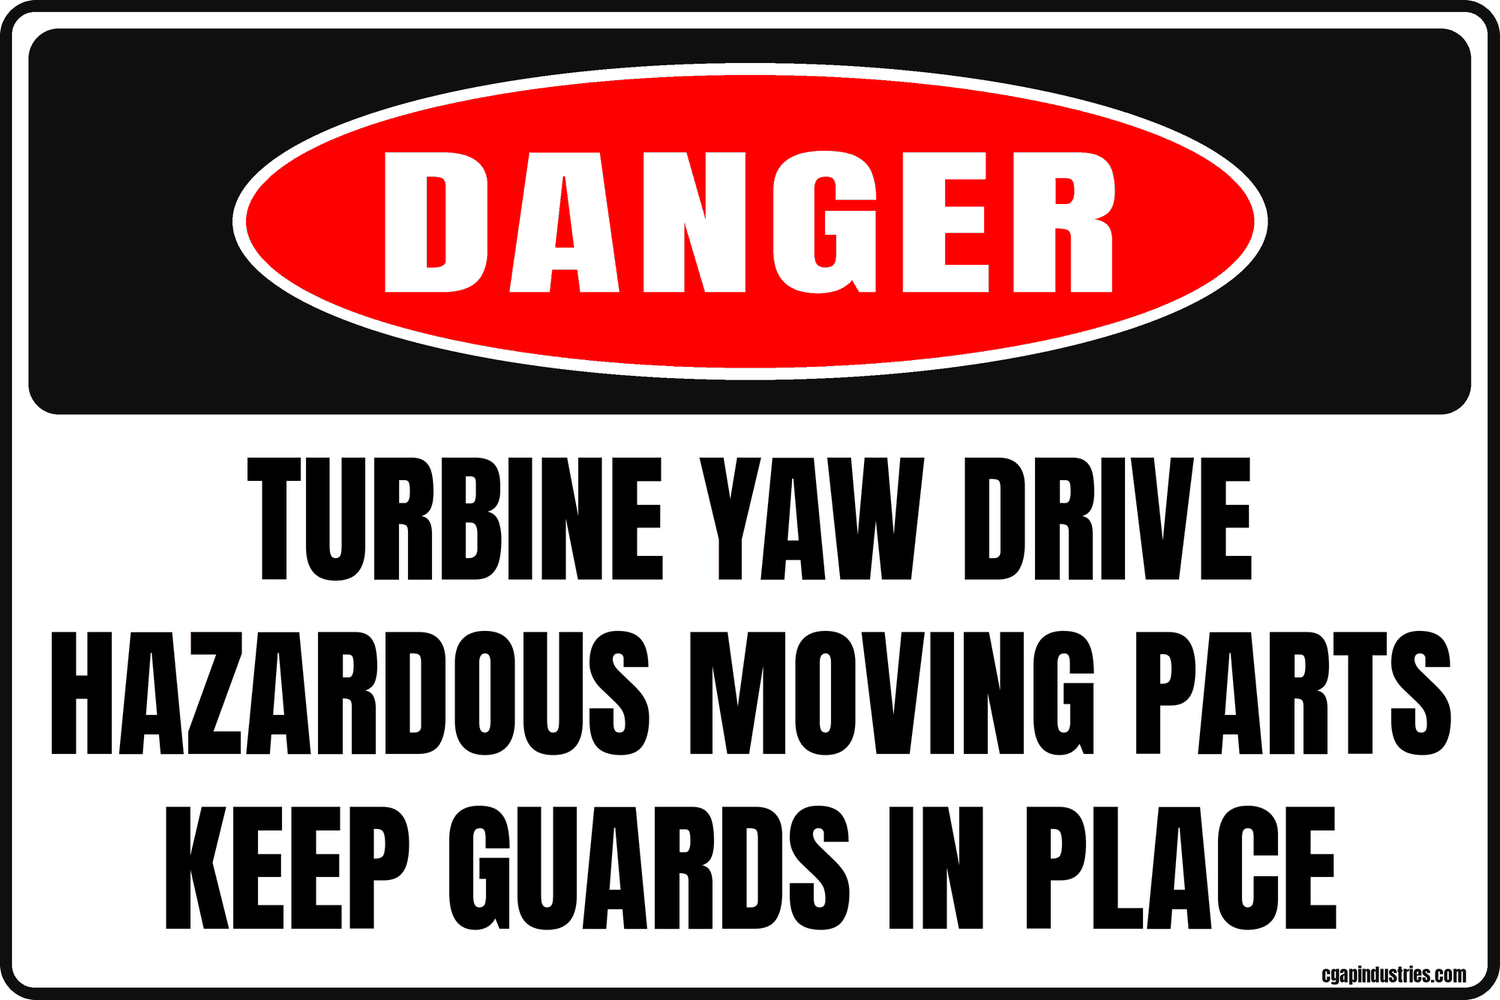 DANGER
TURBINE YAW DRIVE
HAZARDOUS MOVING PARTS
KEEP GUARDS IN PLACE
cgapindustries.com